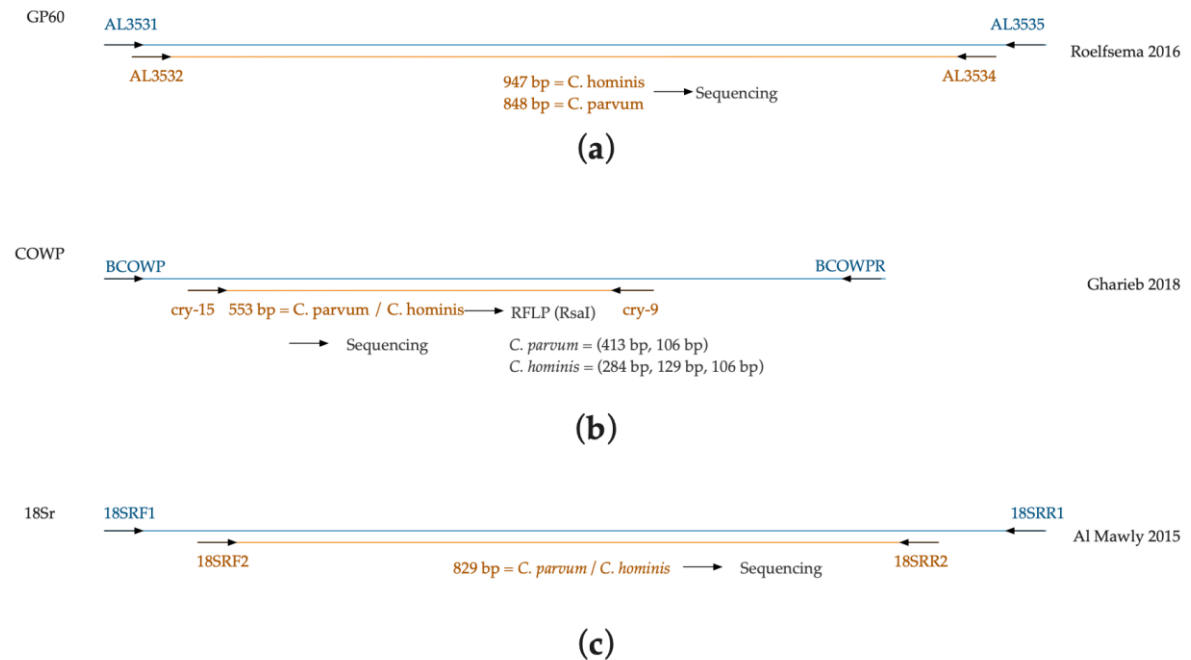 GP60
AL3531
AL3535
Roelfsema 2016
AL3532
AL3534
947 bp = C. hominis
848 bp = C. parvum
Sequencing
(a)
COWP
BCOWP
BCOWPR
Gharieb 2018
cry-15
553 bp = C. parvum / C. hominis
RFLP (RsaI)
cry-9
Sequencing
C. parvum = (413 bp, 106 bp)
C. hominis = (284 bp, 129 bp, 106 bp)
(b)
18Sr
18SRF1
18SRR1
Al Mawly 2015
18SRF2
18SRR2
829 bp = C. parvum / C. hominis
Sequencing
(c)